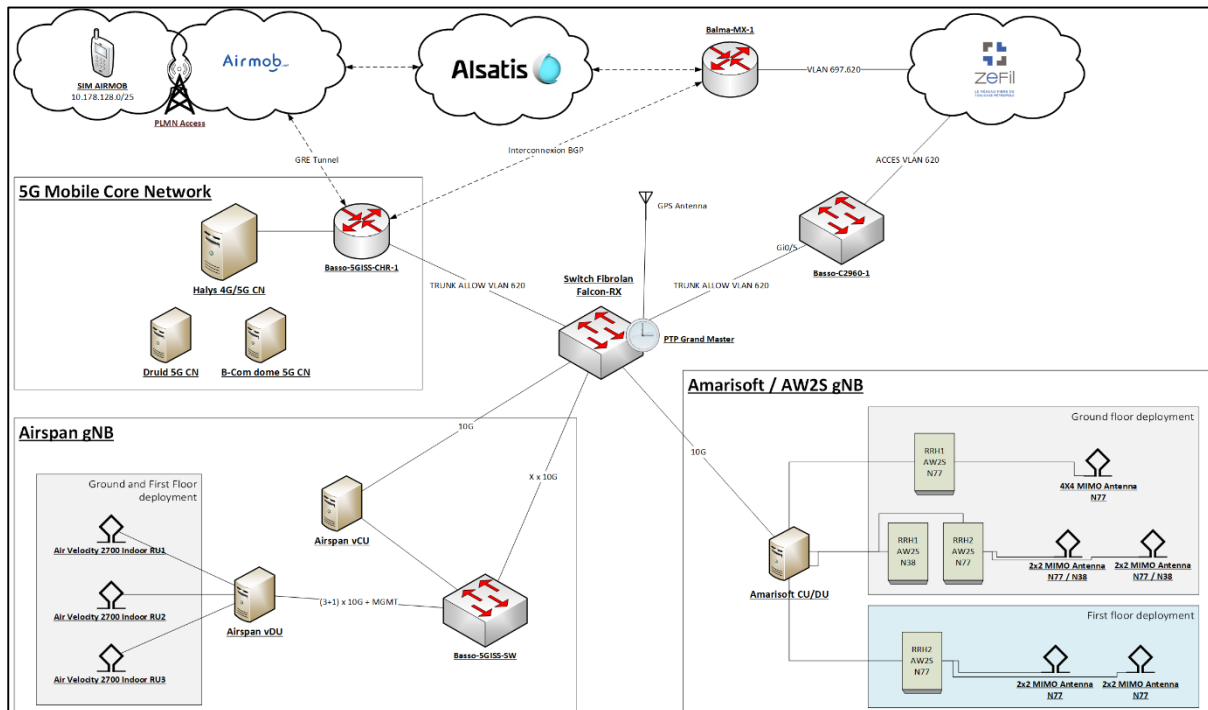 SIM AIRMOB
10.178.128.0/25
PLMN Access
Airmob
Alsatis
Balma-MX-1
VLAN 697.620
ZeFil
LE RÉSEAU FIBRE DE
TOULOUSE MÉTROPOLE
GRE Tunnel
Interconnexion BGP
ACCES VLAN 620
5G Mobile Core Network
Halys 4G/5G CN
Basso-5GISS-CHR-1
Druid 5G CN
B-Com dome 5G CN
TRUNK ALLOW VLAN 620
GPS Antenna
Switch Fibrolan
Falcon-RX
PTP Grand Master
TRUNK ALLOW VLAN 620
Gi0/5
Basso-C2960-1
Airspan gNB
Ground and First Floor
deployment
Air Velocity 2700 Indoor RU1
Air Velocity 2700 Indoor RU2
Air Velocity 2700 Indoor RU3
Airspan vDU
Airspan vCU
10G
X x 10G
(3+1) x 10G + MGMT
Basso-5GISS-SW
10G
Amarisoft / AW2S gNB
Amarisoft CU/DU
Ground floor deployment
RRH1
AW2S
N77
4X4 MIMO Antenna
N77
RRH1
AW2S
N38
RRH2
AW2S
N77
2x2 MIMO Antenna
N77 / N38
2x2 MIMO Antenna
N77 / N38
First floor deployment
RRH2
AW2S
N77
2x2 MIMO Antenna
N77
2x2 MIMO Antenna
N77